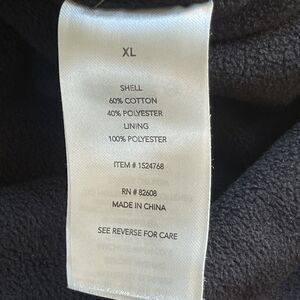 XL
SHELL
60% COTTON
40% POLYESTER
LINING
100% POLYESTER
ITEM # 1524768
RN # 82608
MADE IN CHINA
SEE REVERSE FOR CARE